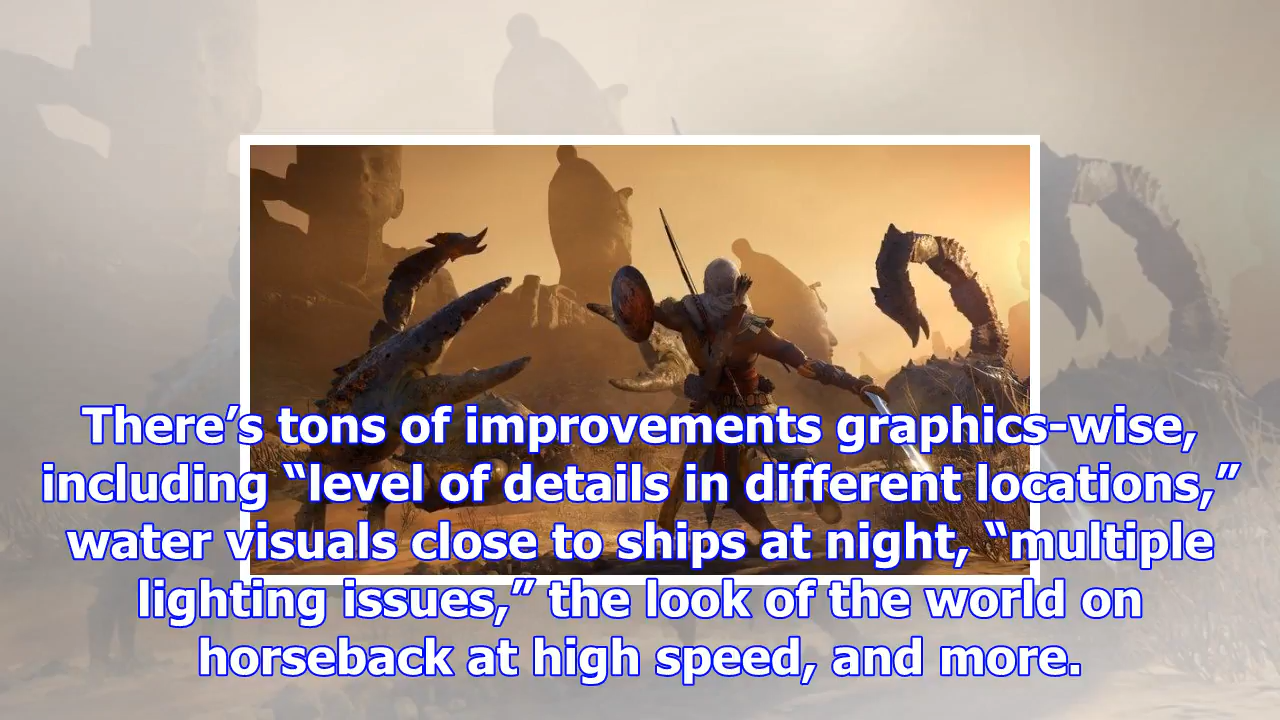 There’s tons of improvements graphics-wise,
including “level of details in different locations,”
water visuals close to ships at night, “multiple
lighting issues,” the look of the world on
horseback at high speed, and more.